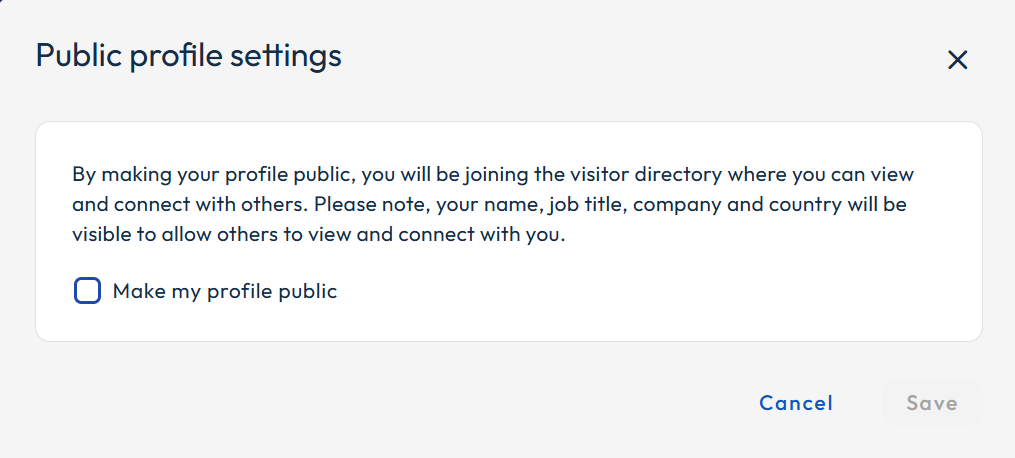 Public profile settings
By making your profile public, you will be joining the visitor directory where you can view
and connect with others. Please note, your name, job title, company and country will be
visible to allow others to view and connect with you.
Make my profile public
Cancel
Save